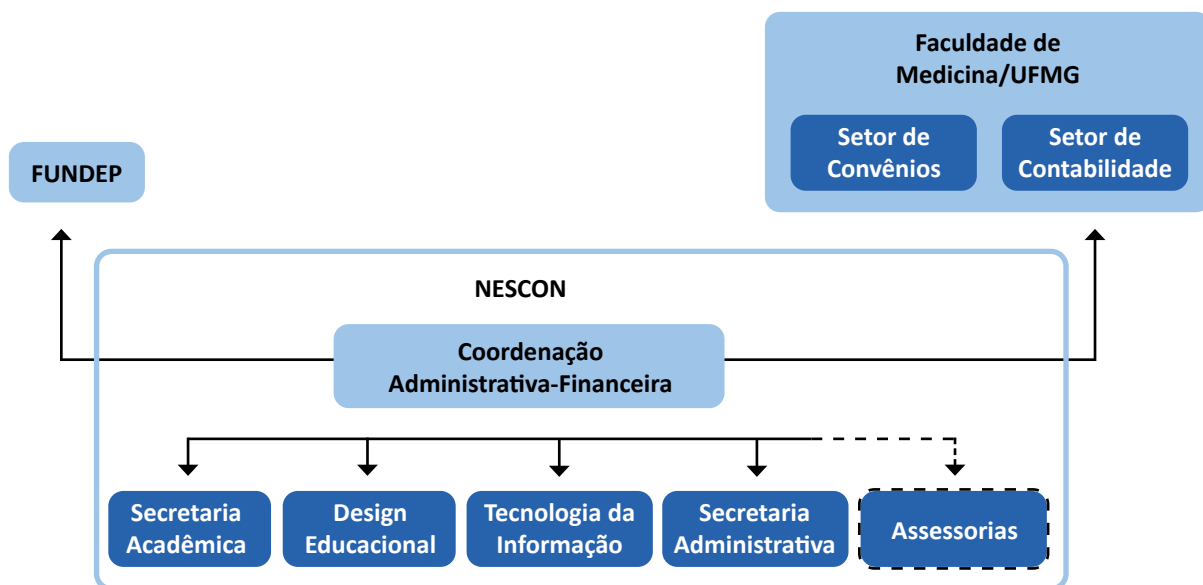 Faculdade de
Medicina/UFMG
Setor de
Convênios
Setor de
Contabilidade
FUNDEP
NESCON
Coordenação
Administrativa-Financeira
Secretaria
Acadêmica
Design
Educacional
Tecnologia da
Informação
Secretaria
Administrativa
Assessorias